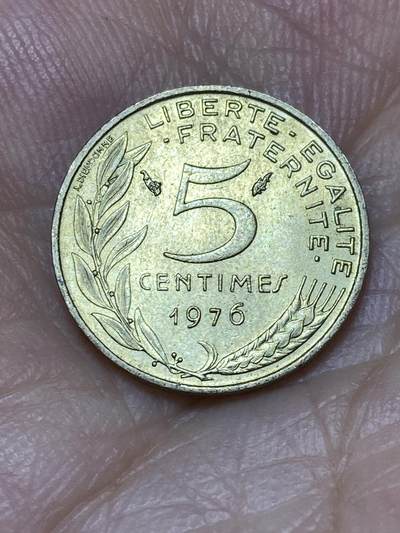 LIBERTE · EGALITE
· FRATERNITE ·
5
CENTIMES
1976